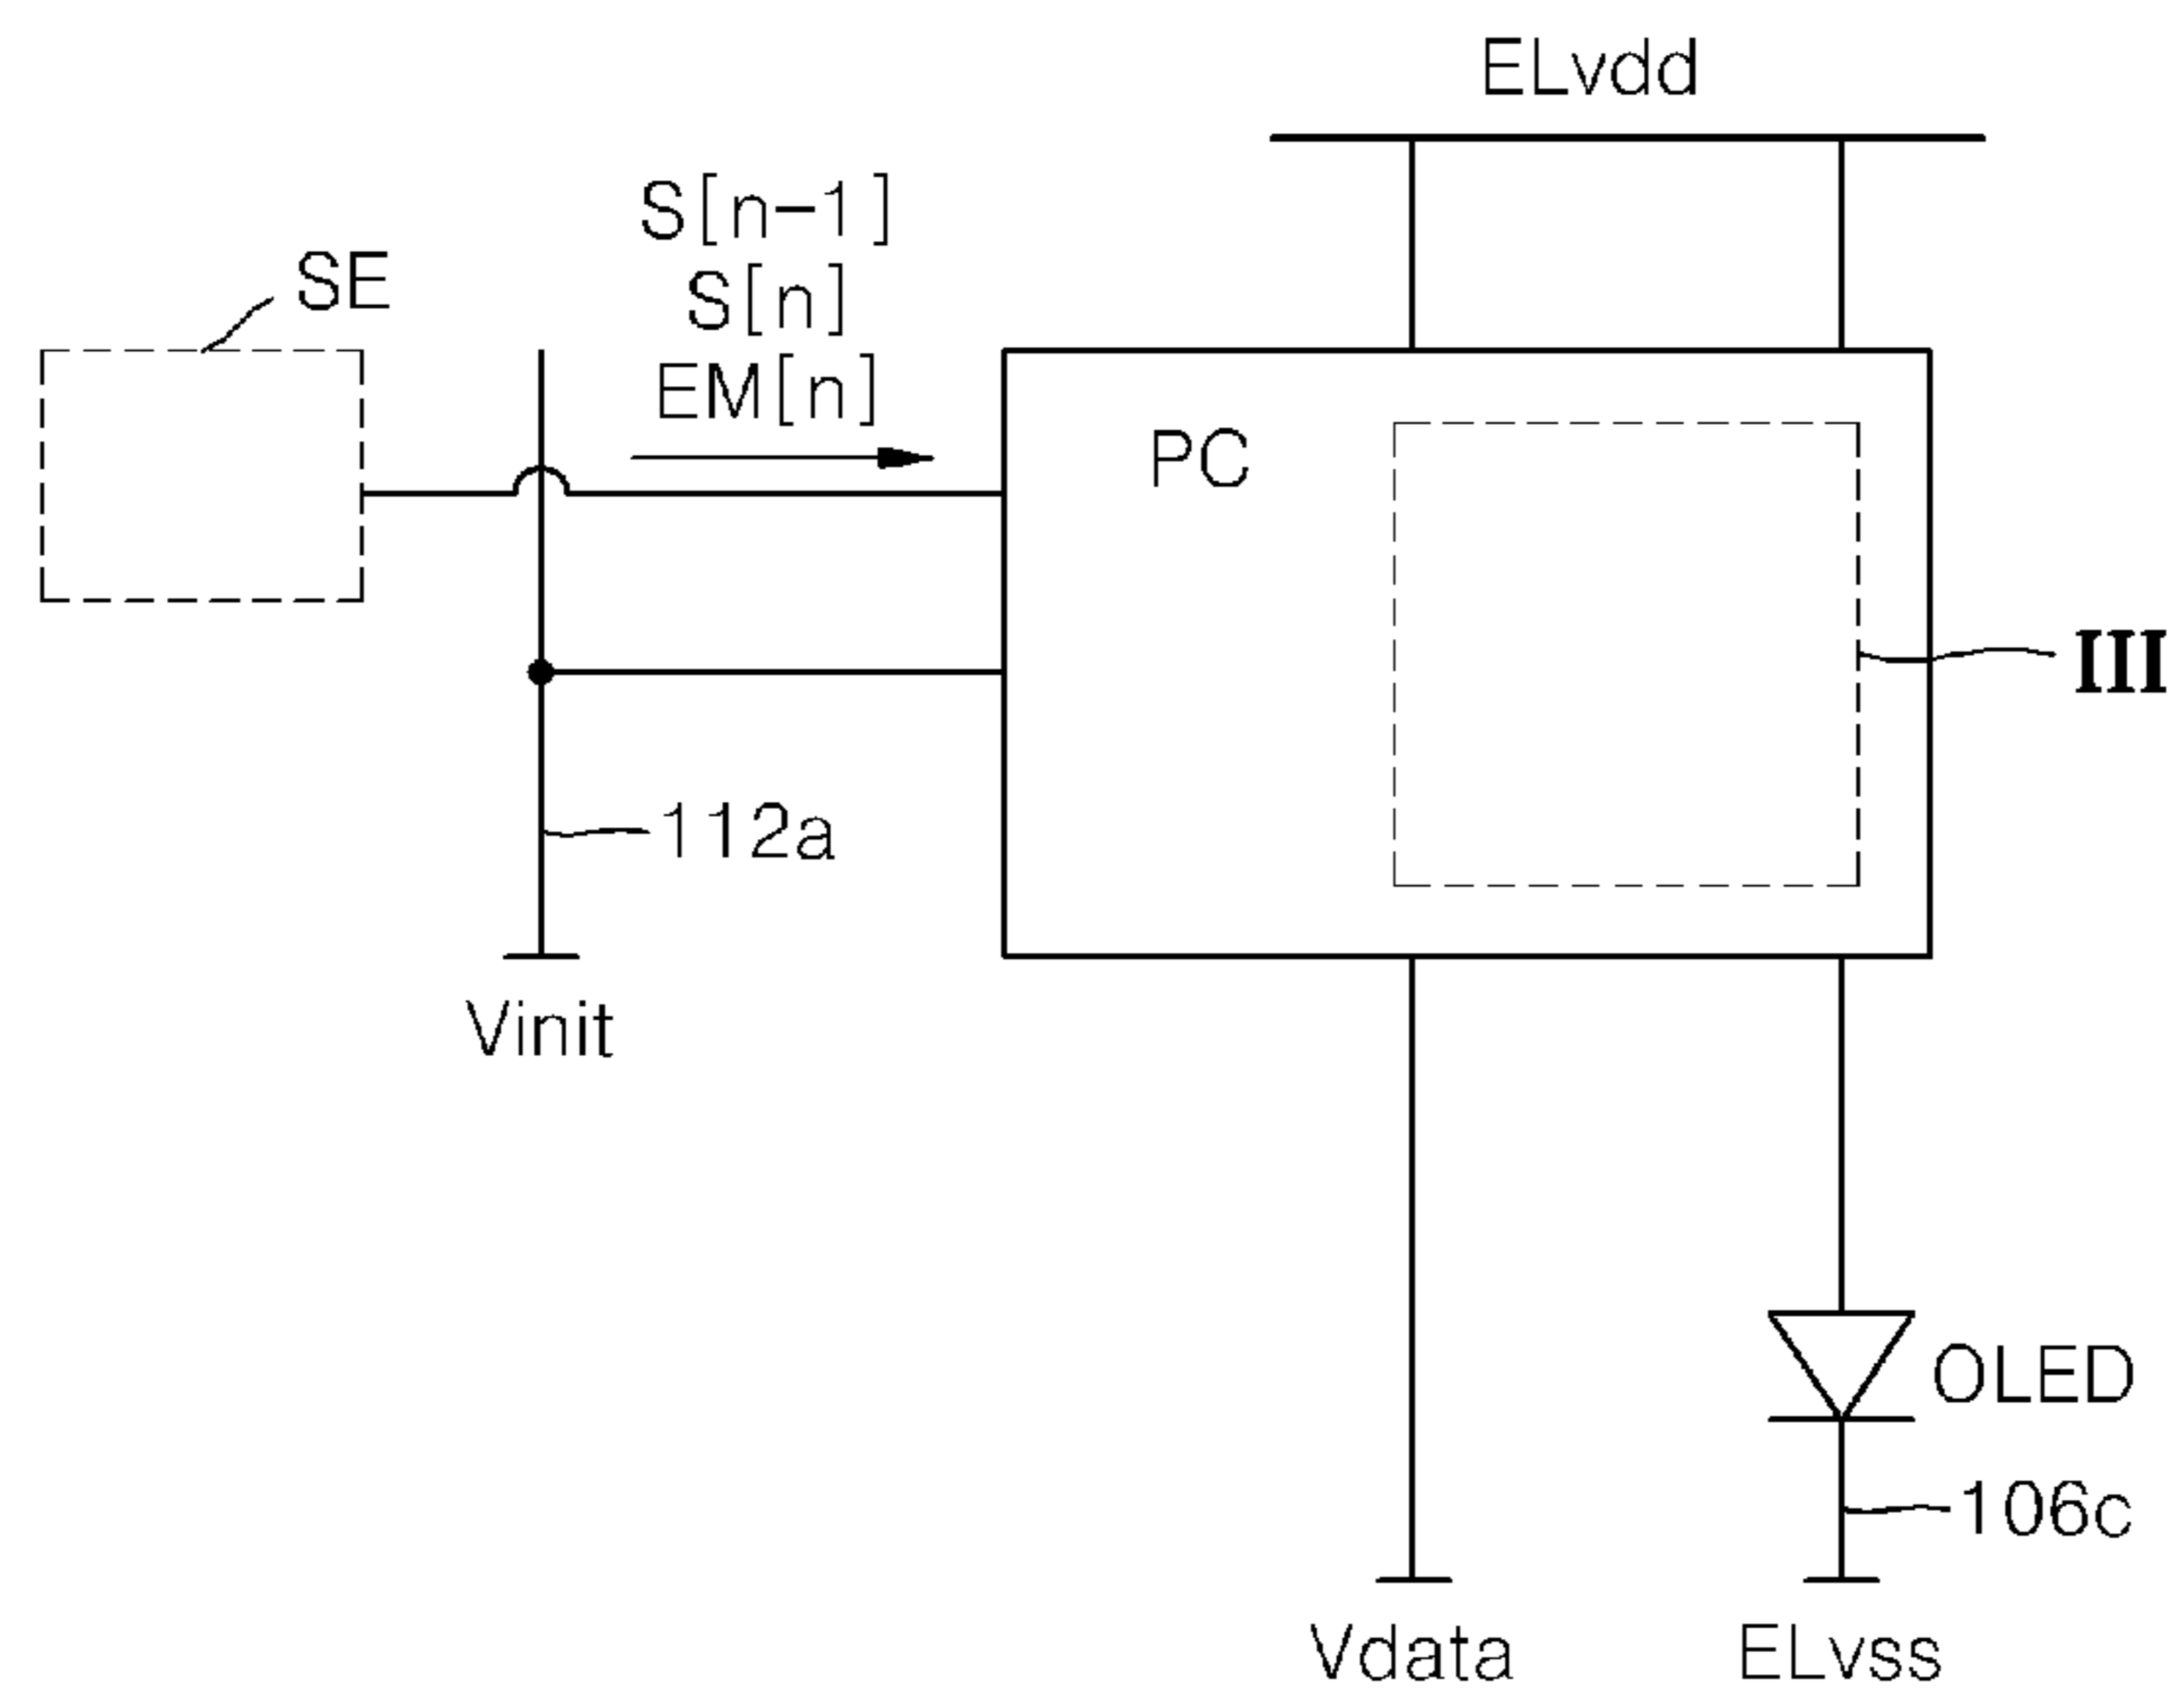 ELvdd
S[n-1]
S[n]
EM[n]
SE
PC
III
112a
Vinit
OLED
106c
Vdata
ELvss